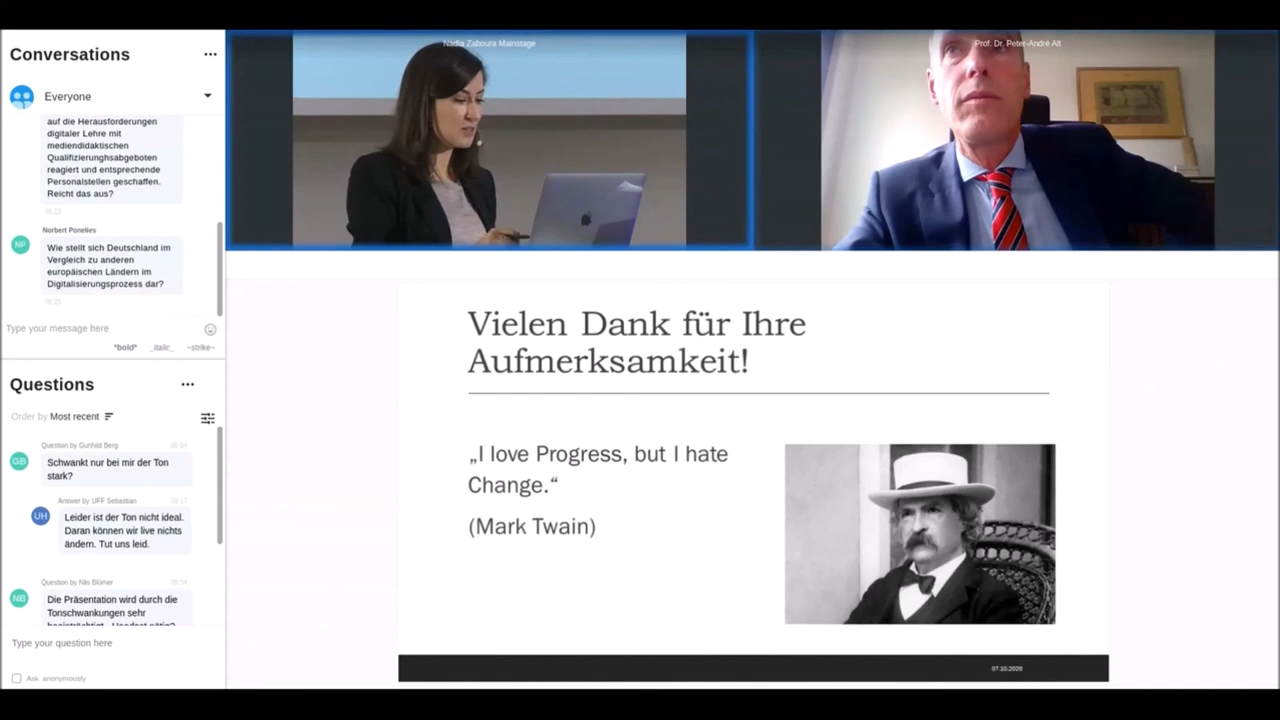 Conversations
Everyone
auf die Herausforderungen
digitaler Lehre mit
mediendidaktischen
Qualifizierunghsabgeboten
reagiert und entsprechende
Personalstellen geschaffen.
Reicht das aus?
Norbert Ponelies
NP
Wie stellt sich Deutschland im
Vergleich zu anderen
europäischen Ländern im
Digitalisierungsprozess dar?
Type your message here
*bold* _italic_ ~strike~
Questions
Order by Most recent
Question by Gunhild Berg
GB
Schwankt nur bei mir der Ton
stark?
Answer by UFF Sebastian
UH
Leider ist der Ton nicht ideal.
Daran können wir live nichts
ändern. Tut uns leid.
Question by Nils Blümer
NB
Die Präsentation wird durch die
Tonschwankungen sehr
Type your question here
Ask anonymously
Nadia Zaboura Mainstage
Prof. Dr. Peter-André Alt
Vielen Dank für Ihre
Aufmerksamkeit!
„I love Progress, but I hate
Change.“
(Mark Twain)
07.10.2020